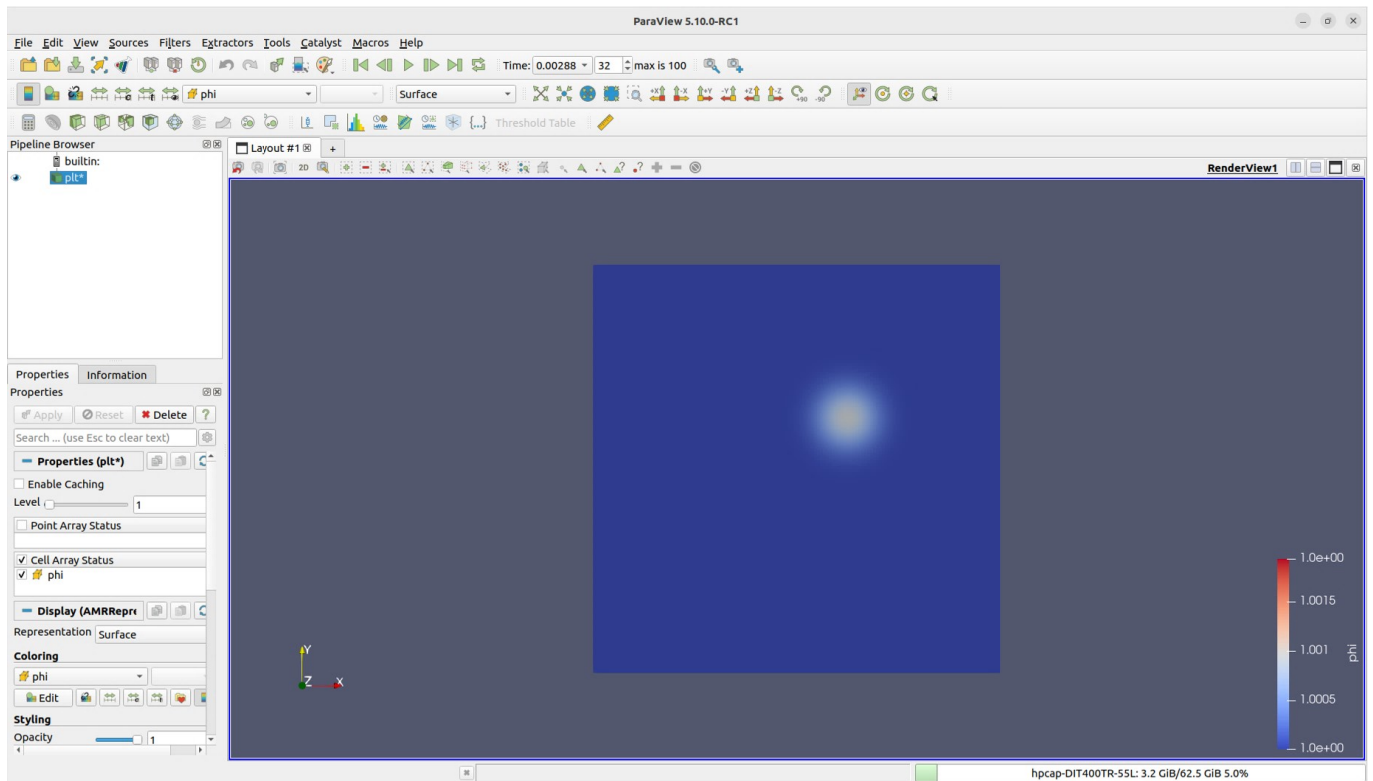 ParaView 5.10.0-RC1
File Edit View Sources Filters Extractors Tools Catalyst Macros Help
Time: 0.00288 32 max is 100
phi Surface +X -X +Y -Y +Z -Z +90 -90
Threshold Table
Pipeline Browser
Layout #1 +
builtin:
2D
RenderView1
plt*
Properties Information
Properties
Apply Reset Delete ?
Search ... (use Esc to clear text)
Properties (plt*)
Enable Caching
Level 1
Point Array Status
Cell Array Status
phi
Display (AMRRepre
Representation Surface
Coloring
phi
Edit
Styling
Opacity 1
Y
Z X
1.0e+00
1.0015
1.001
phi
1.0005
1.0e+00
hpcap-DIT400TR-55L: 3.2 GiB/62.5 GiB 5.0%